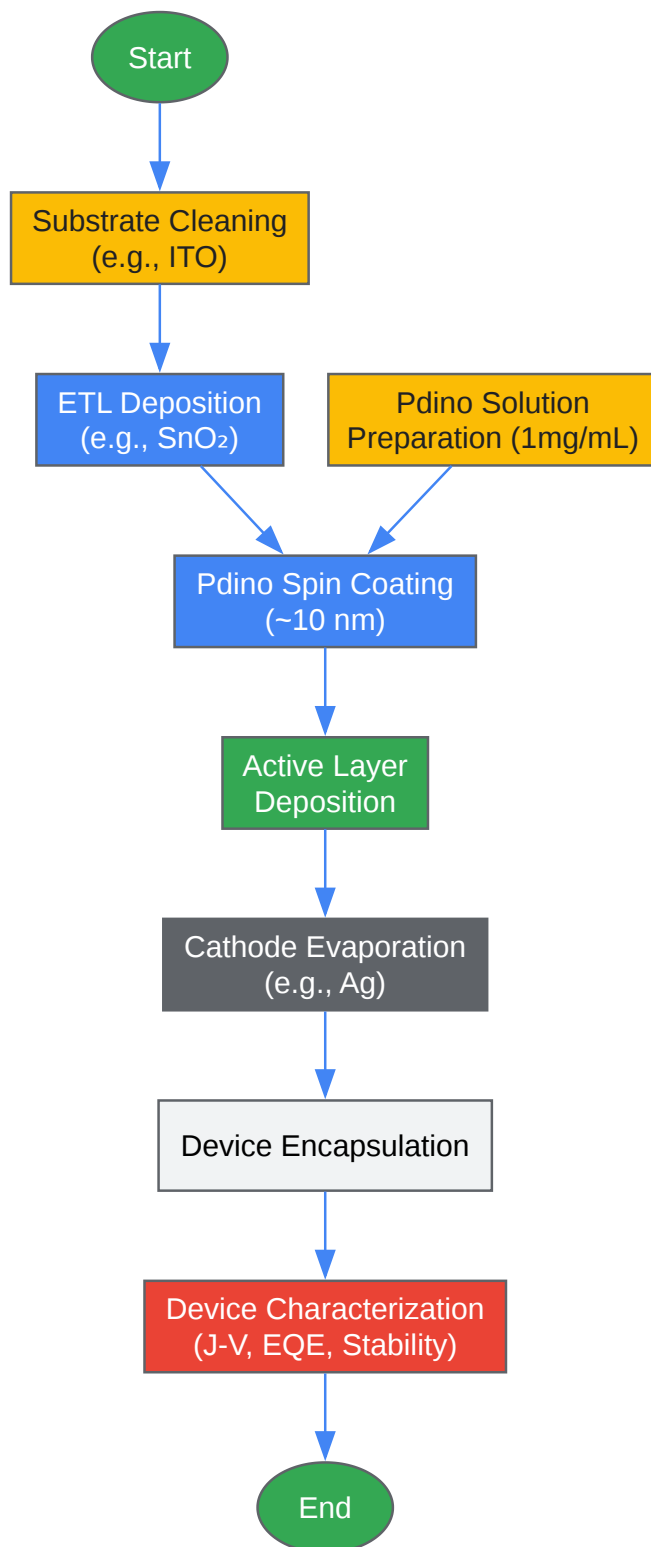 Start
Substrate Cleaning
(e.g., ITO)
ETL Deposition
(e.g., SnO₂)
Pdino Solution
Preparation (1mg/mL)
Pdino Spin Coating
(~10 nm)
Active Layer
Deposition
Cathode Evaporation
(e.g., Ag)
Device Encapsulation
Device Characterization
(J-V, EQE, Stability)
End